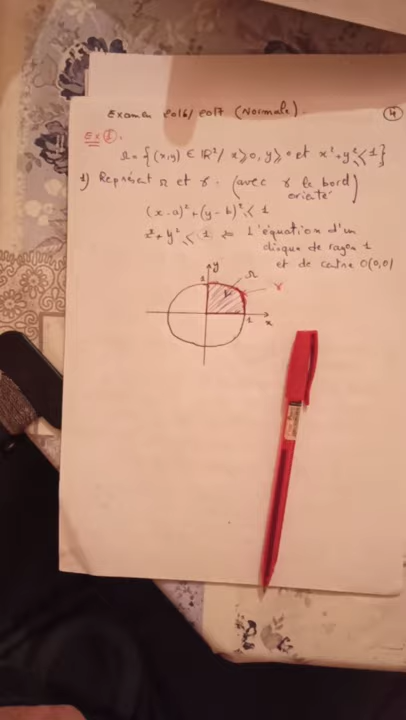 Examen 2016/2017 (Normale). 4
Ex 1.
Ω = {(x,y) ∈ IR²/ x ≥ 0, y ≥ 0 et x²+y² ≤ 1}
1) Représent Ω et γ. (avec γ le bord
orienté)
(x-a)²+(y-b)² ≤ 1
x²+y² ≤ 1 ⇔ L'équation d'un
disque de rayon 1
et de centre O(0,0)
y
1 Ω
γ
1 x